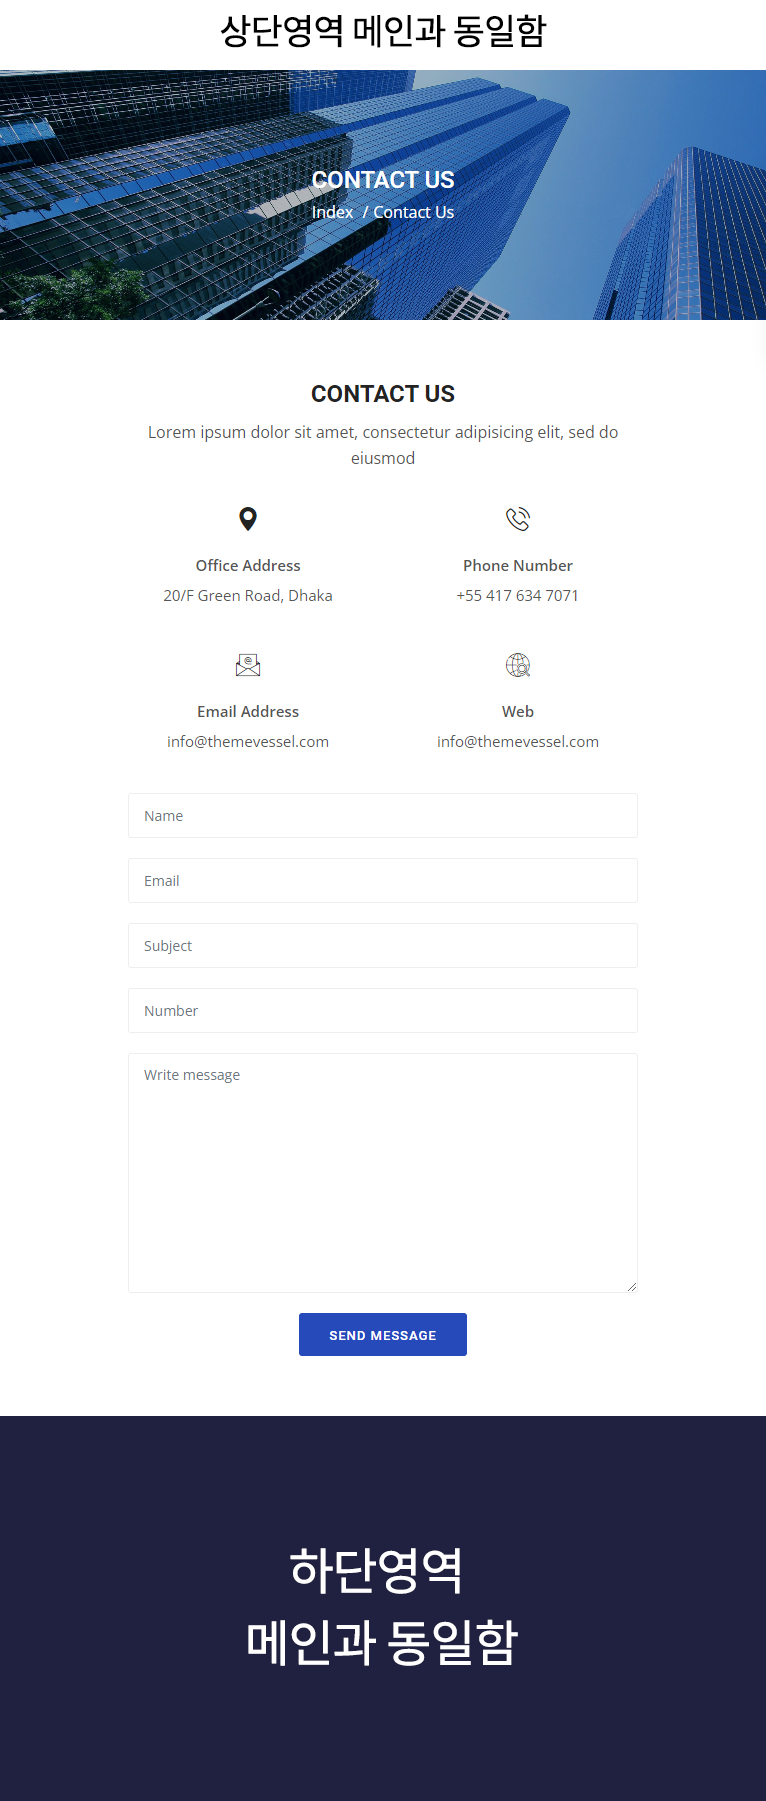 상단영역 메인과 동일함
CONTACT US
Index / Contact Us
CONTACT US
Lorem ipsum dolor sit amet, consectetur adipisicing elit, sed do
eiusmod
Office Address
20/F Green Road, Dhaka
Phone Number
+55 417 634 7071
Email Address
info@themevessel.com
Web
info@themevessel.com
Name
Email
Subject
Number
Write message
SEND MESSAGE
하단영역
메인과 동일함